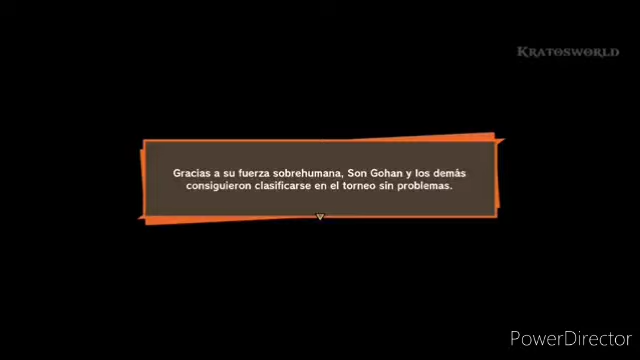 KRATOSWORLD
Gracias a su fuerza sobrehumana, Son Gohan y los demás
consiguieron clasificarse en el torneo sin problemas.
PowerDirector